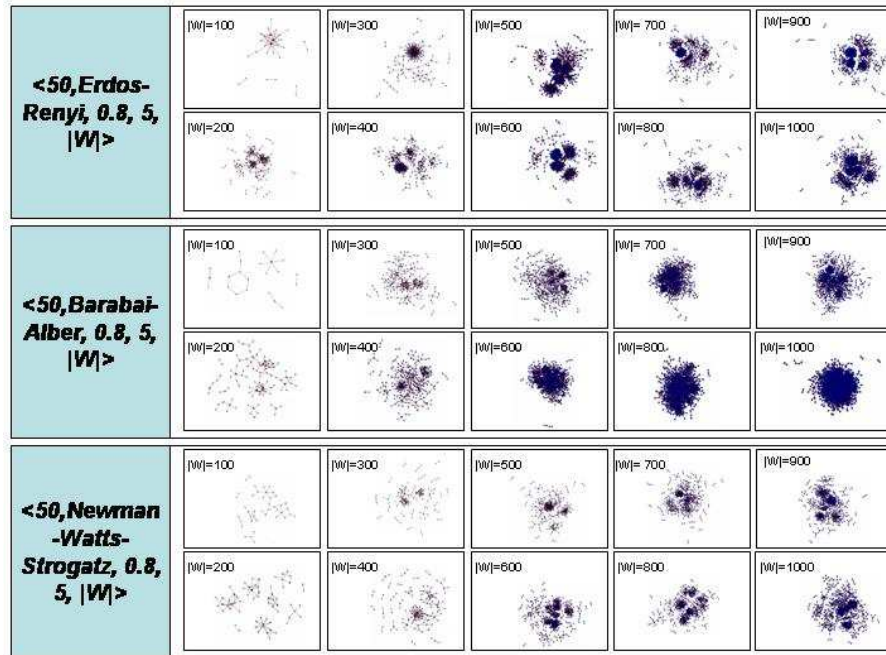 <50,Erdos-
Renyi, 0.8, 5,
|W|>
|W|=100
|W|=300
|W|=500
|W|= 700
|W|=900
|W|=200
|W|=400
|W|=600
|W|=800
|W|=1000
<50,Barabai-
Alber, 0.8, 5,
|W|>
|W|=100
|W|=300
|W|=500
|W|= 700
|W|=900
|W|=200
|W|=400
|W|=600
|W|=800
|W|=1000
<50,Newman
-Watts-
Strogatz, 0.8,
5, |W|>
|W|=100
|W|=300
|W|=500
|W|= 700
|W|=900
|W|=200
|W|=400
|W|=600
|W|=800
|W|=1000